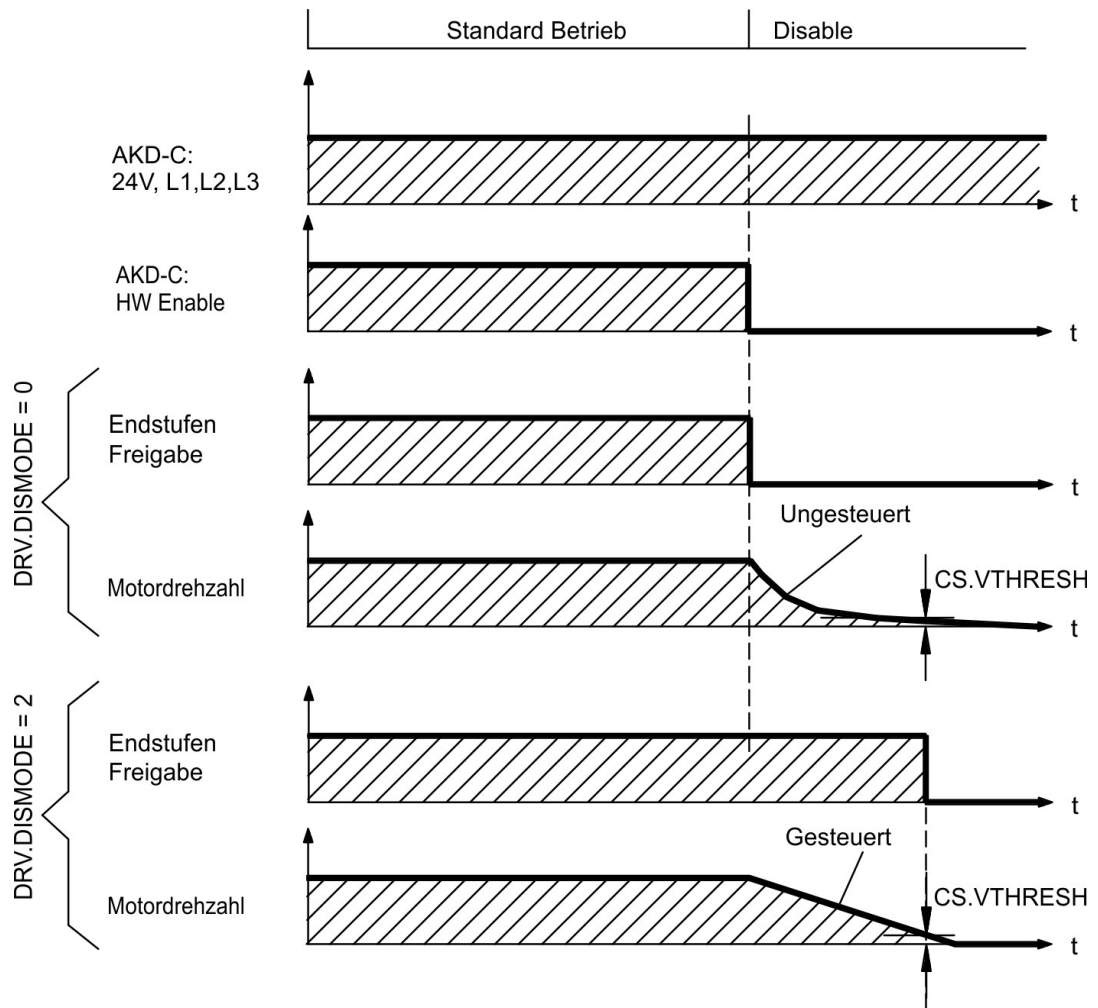 Standard Betrieb
Disable
AKD-C:
24V, L1,L2,L3
t
AKD-C:
HW Enable
t
DRV.DISMODE = 0
Endstufen
Freigabe
t
Ungesteuert
Motordrehzahl
CS.VTHRESH
t
DRV.DISMODE = 2
Endstufen
Freigabe
t
Gesteuert
Motordrehzahl
CS.VTHRESH
t